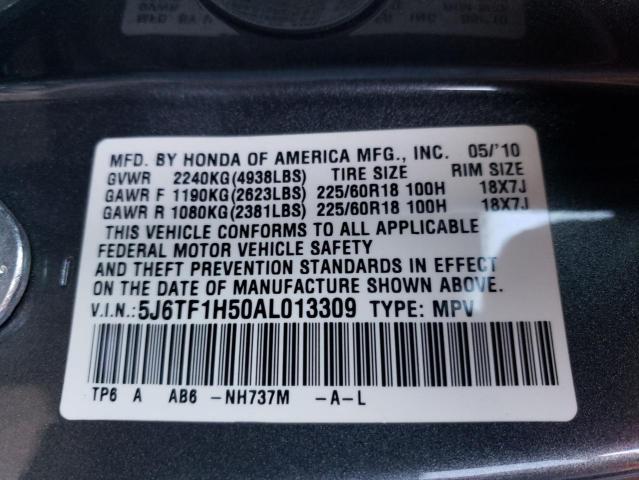 MFD. BY HONDA OF AMERICA MFG., INC. 05/'10
GVWR 2240KG(4938LBS) TIRE SIZE RIM SIZE
GAWR F 1190KG(2623LBS) 225/60R18 100H 18X7J
GAWR R 1080KG(2381LBS) 225/60R18 100H 18X7J
THIS VEHICLE CONFORMS TO ALL APPLICABLE
FEDERAL MOTOR VEHICLE SAFETY
AND THEFT PREVENTION STANDARDS IN EFFECT
ON THE DATE OF MANUFACTURE SHOWN ABOVE.
V.I.N.:5J6TF1H50AL013309 TYPE: MPV
TP6 A AB6 -NH737M -A-L